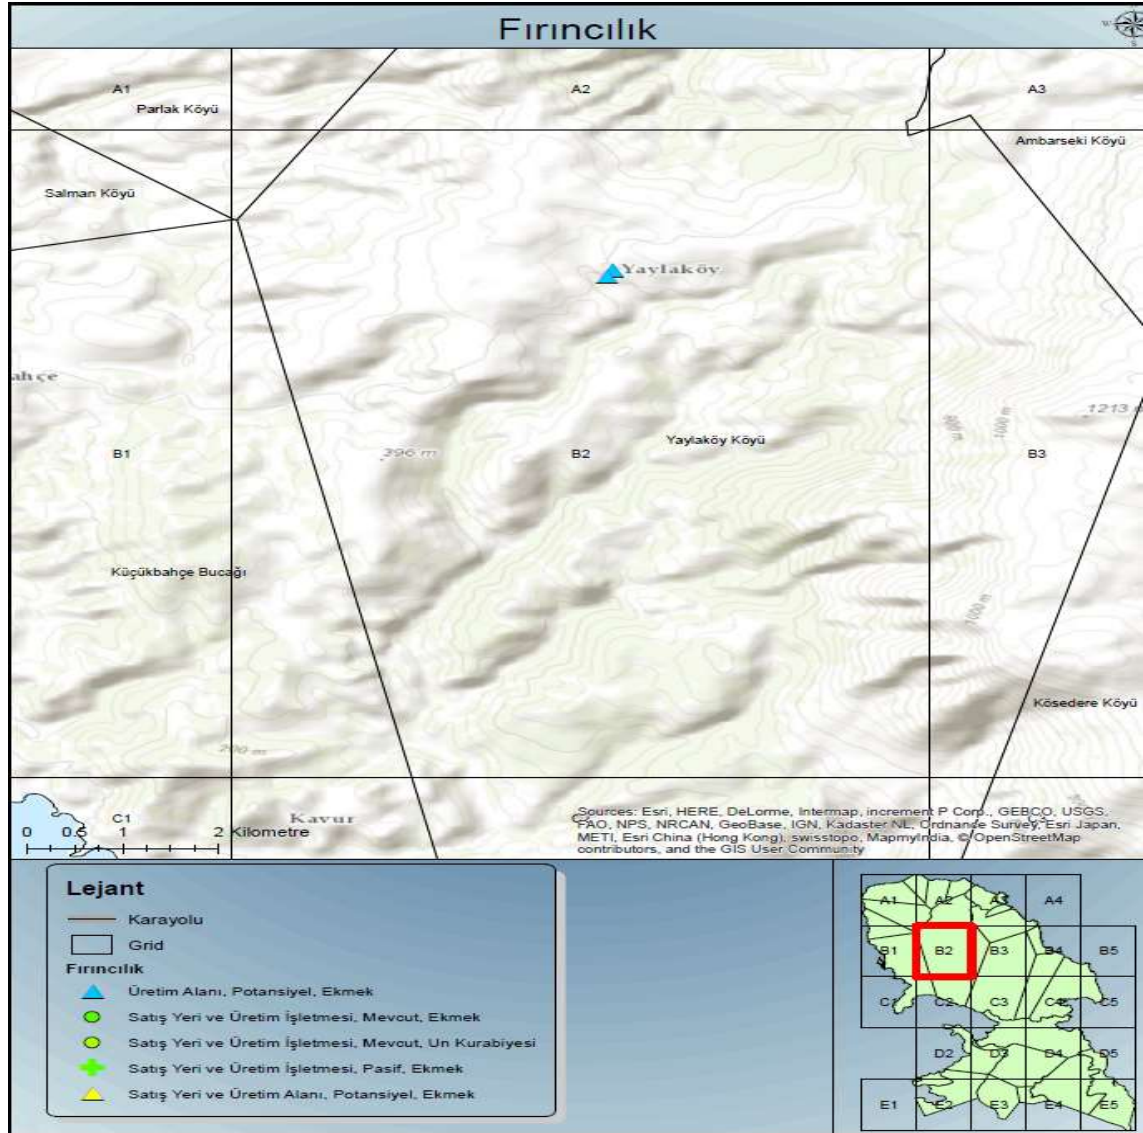 Fırıncılık
W
S
A1
A2
A3
Parlak Köyü
Ambarseki Köyü
Salman Köyü
Yaylaköy
ahçe
1213
800 m
1000 m
Yaylaköy Köyü
B1
396 m
B2
B3
Küçükbahçe Bucağı
1000 m
Kösedere Köyü
290 m
C1
Kavur
0 0.5 1 2 Kilometre
Sources: Esri, HERE, DeLorme, Intermap, increment P Corp., GEBCO, USGS,
FAO, NPS, NRCAN, GeoBase, IGN, Kadaster NL, Ordnance Survey, Esri Japan,
METI, Esri China (Hong Kong), swisstopo, MapmyIndia, © OpenStreetMap
contributors, and the GIS User Community
Lejant
Karayolu
Grid
Fırıncılık
Üretim Alanı, Potansiyel, Ekmek
Satış Yeri ve Üretim İşletmesi, Mevcut, Ekmek
Satış Yeri ve Üretim İşletmesi, Mevcut, Un Kurabiyesi
Satış Yeri ve Üretim İşletmesi, Pasif, Ekmek
Satış Yeri ve Üretim Alanı, Potansiyel, Ekmek
A1 A2 A3 A4
B1 B2 B3 B4 B5
C1 C2 C3 C4 C5
D2 D3 D4 D5
E1 E2 E3 E4 E5